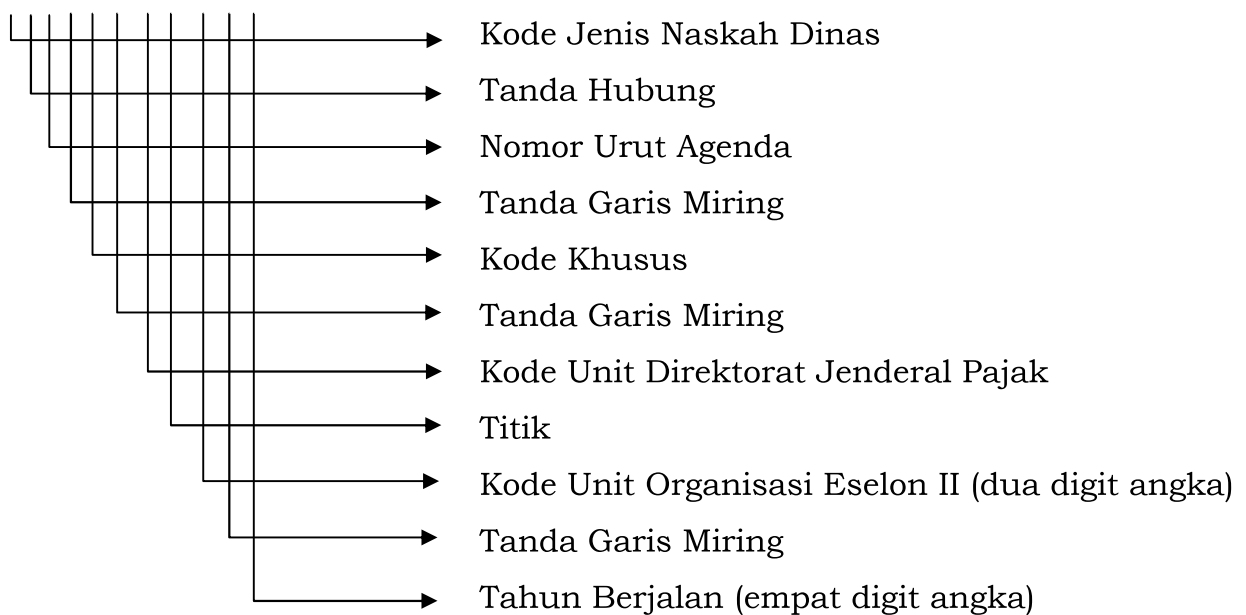 Kode Jenis Naskah Dinas
Tanda Hubung
Nomor Urut Agenda
Tanda Garis Miring
Kode Khusus
Tanda Garis Miring
Kode Unit Direktorat Jenderal Pajak
Titik
Kode Unit Organisasi Eselon II (dua digit angka)
Tanda Garis Miring
Tahun Berjalan (empat digit angka)